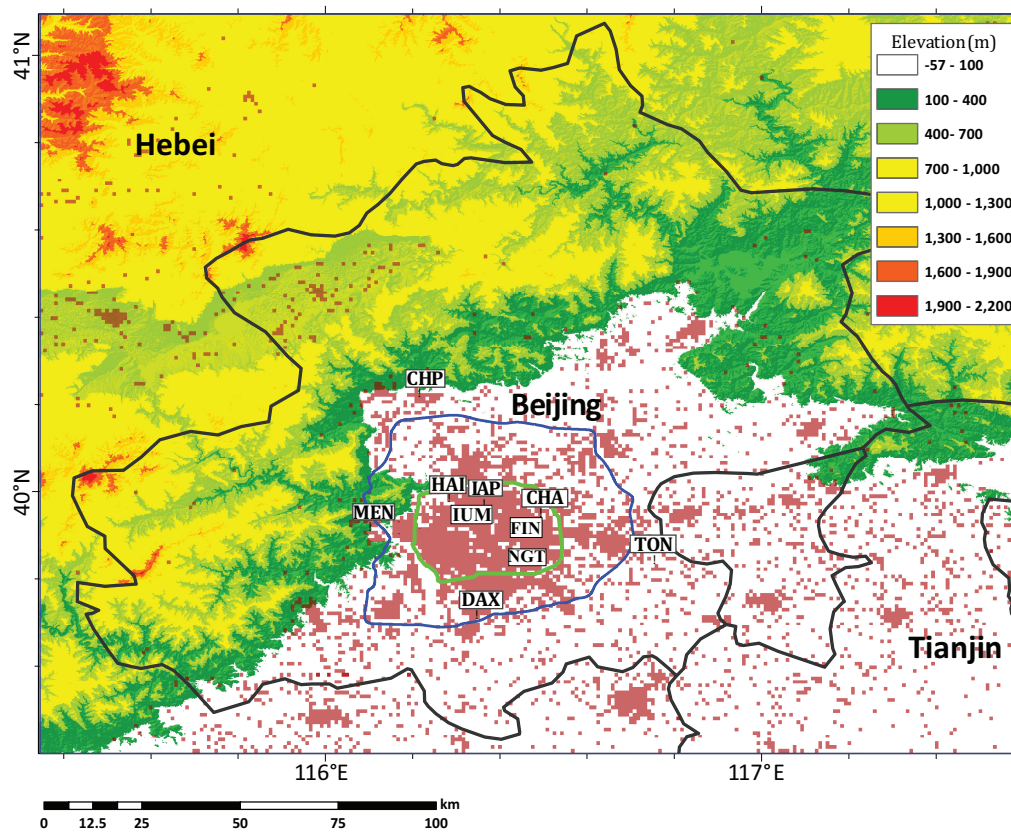 41°N
Elevation (m)
-57 - 100
100 - 400
400 - 700
700 - 1,000
1,000 - 1,300
1,300 - 1,600
1,600 - 1,900
1,900 - 2,200
Hebei
CHP
Beijing
40°N
HAI IAP CHA
MEN IUM FIN
NGT TON
DAX
Tianjin
116°E 117°E
km
0 12.5 25 50 75 100